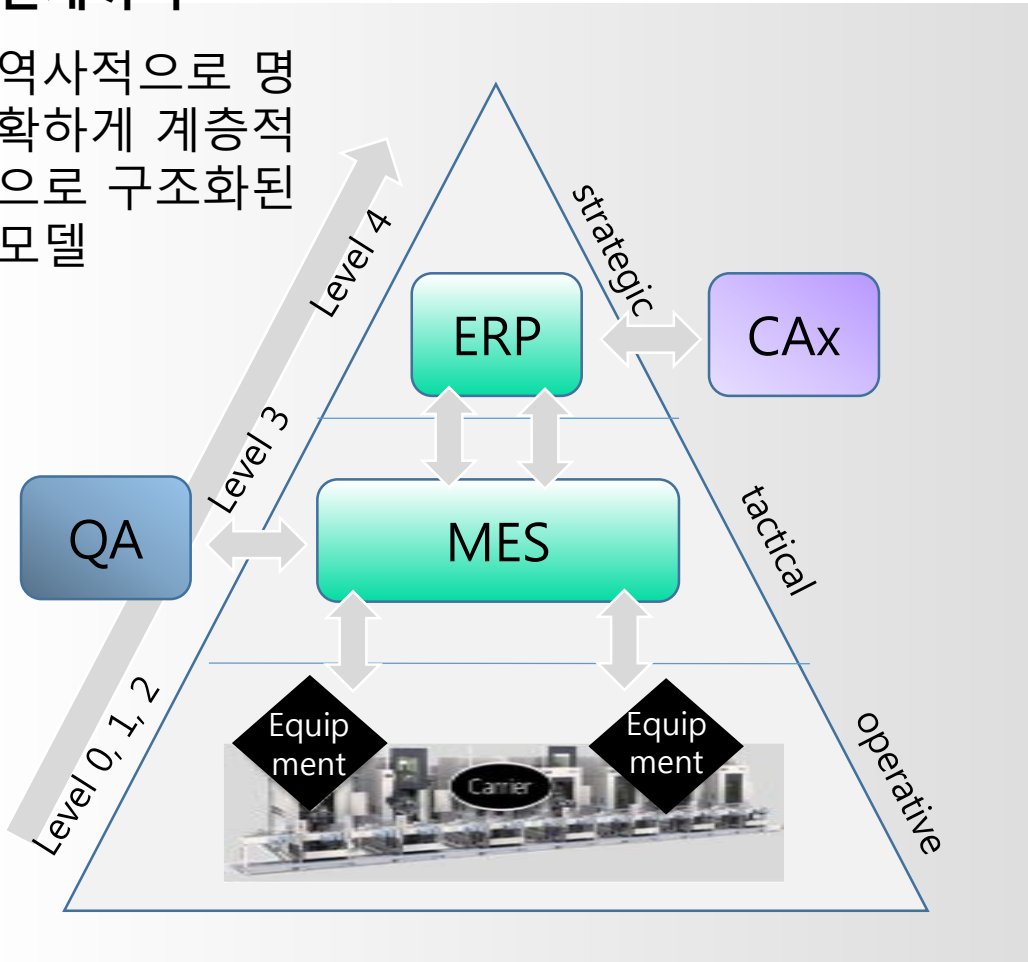 역사적으로 명
확하게 계층적
으로 구조화된
모델
Level 4
strategic
ERP
CAx
Level 3
tactical
QA
MES
Level 0, 1, 2
operative
Equip
ment
Equip
ment
Carrier